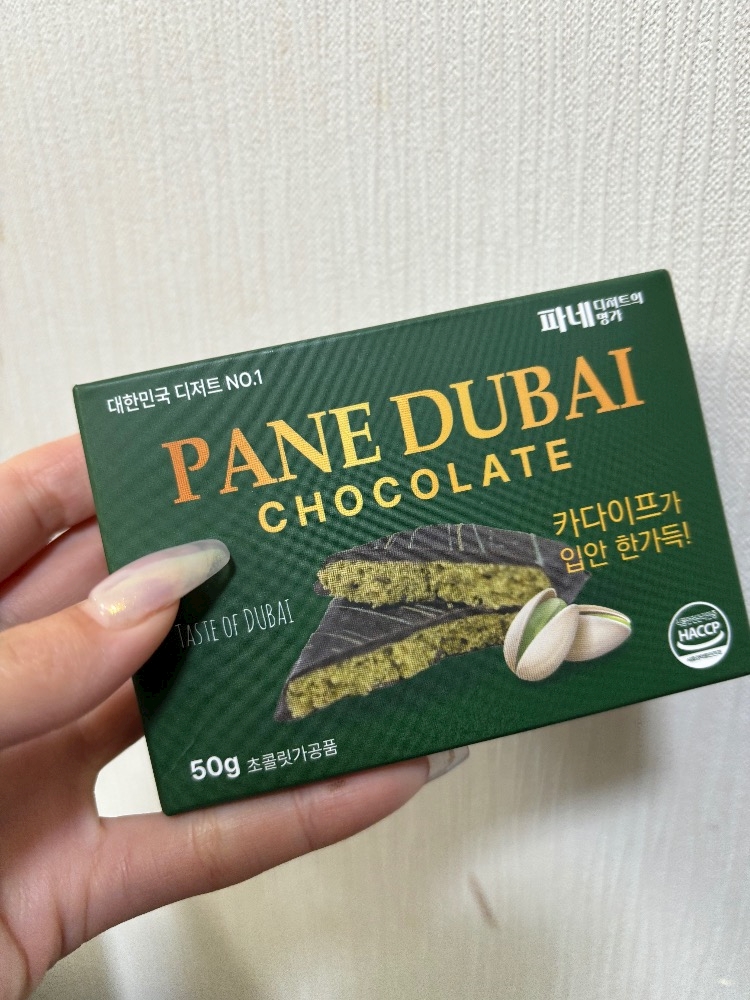 파네 디저트의 명가
대한민국 디저트 NO.1
PANE DUBAI
CHOCOLATE
카다이프가
입안 한가득!
TASTE OF DUBAI
HACCP
50g 초콜릿가공품